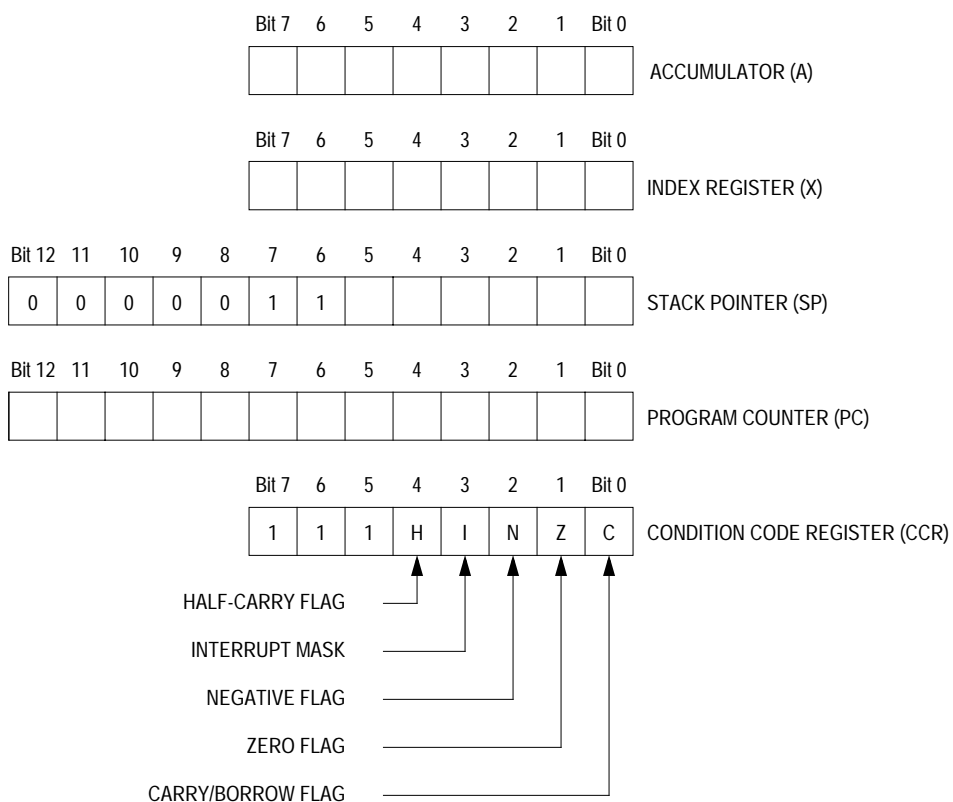 Bit 7 6 5 4 3 2 1 Bit 0
ACCUMULATOR (A)
Bit 7 6 5 4 3 2 1 Bit 0
INDEX REGISTER (X)
Bit 12 11 10 9 8 7 6 5 4 3 2 1 Bit 0
0 0 0 0 0 1 1 STACK POINTER (SP)
Bit 12 11 10 9 8 7 6 5 4 3 2 1 Bit 0
PROGRAM COUNTER (PC)
Bit 7 6 5 4 3 2 1 Bit 0
1 1 1 H I N Z C CONDITION CODE REGISTER (CCR)
HALF-CARRY FLAG
INTERRUPT MASK
NEGATIVE FLAG
ZERO FLAG
CARRY/BORROW FLAG